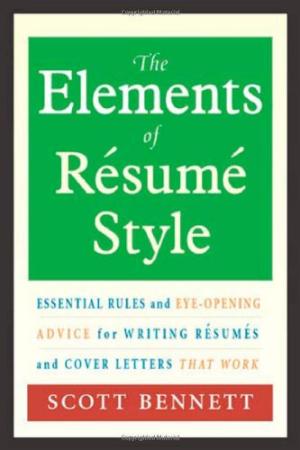 The
Elements
of
Résumé
Style
ESSENTIAL RULES and EYE-OPENING
ADVICE for WRITING RÉSUMÉS
and COVER LETTERS THAT WORK
SCOTT BENNETT